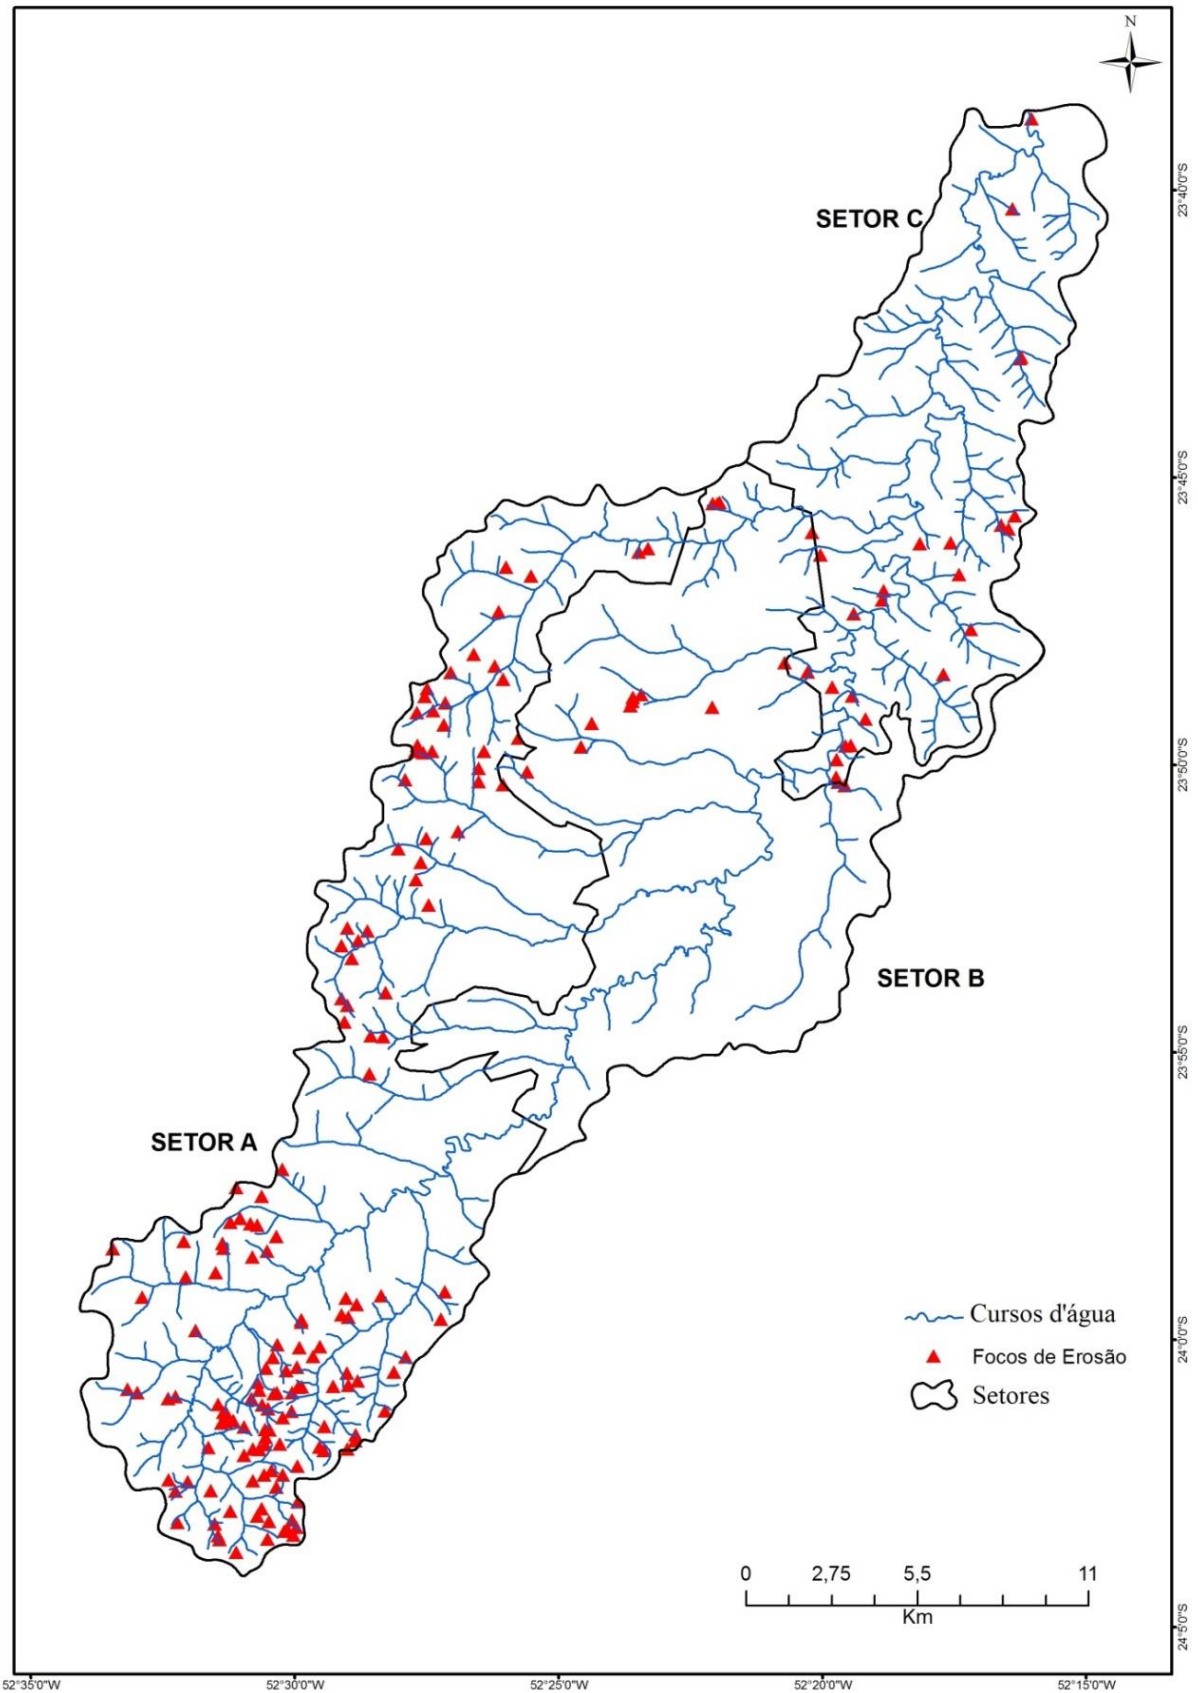 N
SETOR C
23°40'0"S
23°45'0"S
23°50'0"S
SETOR B
23°55'0"S
SETOR A
Cursos d'água
24°0'0"S
Focos de Erosão
Setores
0 2,75 5,5 11
Km
24°5'0"S
52°35'0"W 52°30'0"W 52°25'0"W 52°20'0"W 52°15'0"W